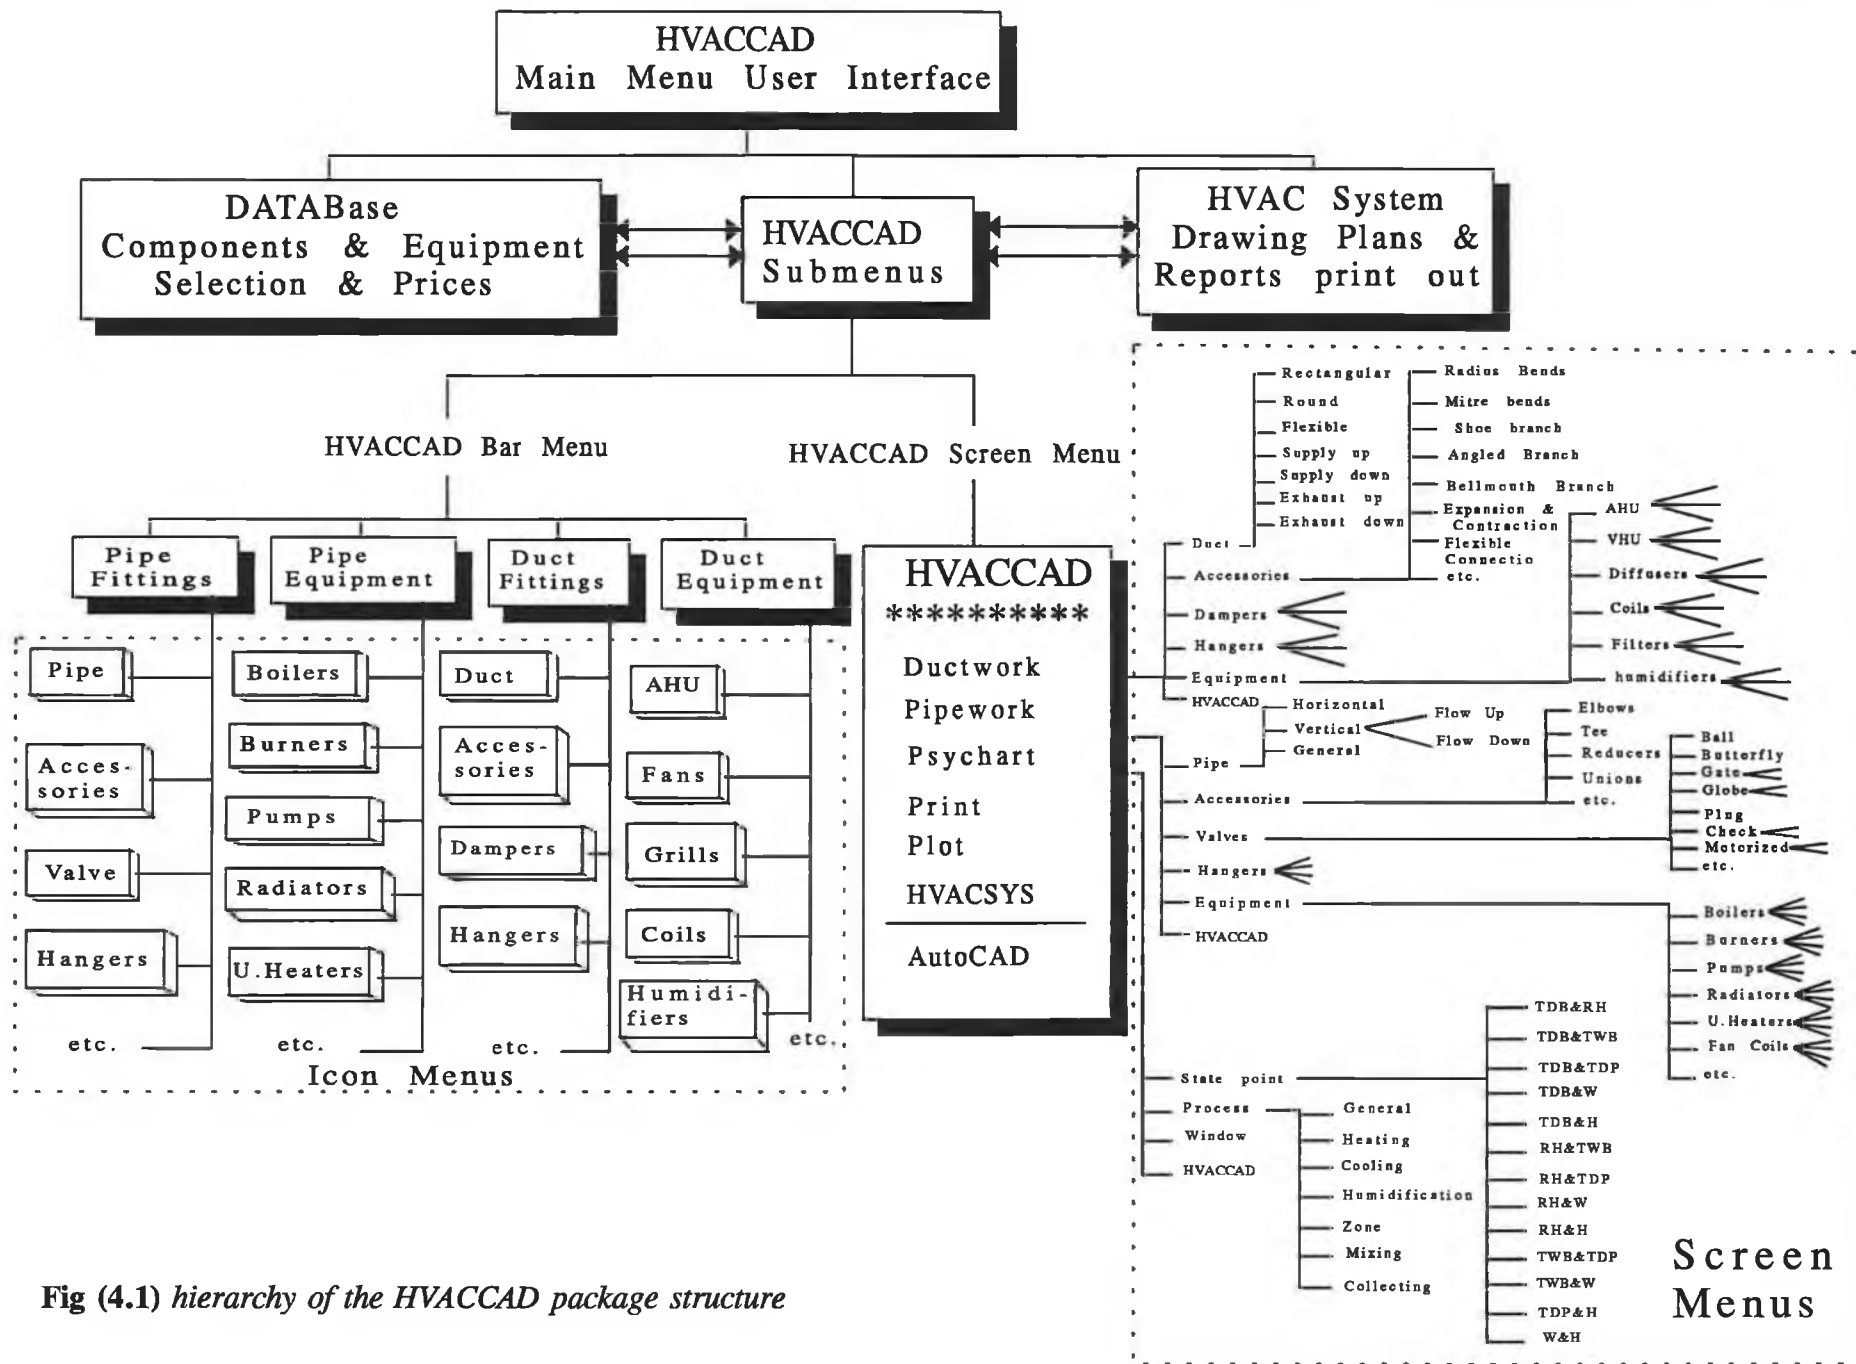 HVACCAD
Main Menu User Interface
DATABase
Components & Equipment
Selection & Prices
HVACCAD
Submenus
HVAC System
Drawing Plans &
Reports print out
HVACCAD Bar Menu
HVACCAD Screen Menu
Pipe
Fittings
Pipe
Equipment
Duct
Fittings
Duct
Equipment
Pipe
Acces-
sories
Valve
Hangers
etc.
Boilers
Burners
Pumps
Radiators
U.Heaters
etc.
Duct
Acces-
sories
Dampers
Hangers
etc.
AHU
Fans
Grills
Coils
Humidi-
fiers
etc.
Icon Menus
HVACCAD
**********
Ductwork
Pipework
Psychart
Print
Plot
HVACSYS
AutoCAD
Duct
Accessories
Dampers
Hangers
Equipment
HVACCAD
Rectangular
Round
Flexible
Supply up
Supply down
Exhaust up
Exhaust down
Radius Bends
Mitre bends
Shoe branch
Angled Branch
Bellmouth Branch
Expansion &
Contraction
Flexible
Connectio
etc.
AHU
VHU
Diffusers
Coils
Filters
humidifiers
Pipe
Accessories
Valves
Hangers
Equipment
HVACCAD
Horizontal
Vertical
General
Flow Up
Flow Down
Elbows
Tee
Reducers
Unions
etc.
Ball
Butterfly
Gate
Globe
Plug
Check
Motorized
etc.
Boilers
Burners
Pumps
Radiators
U.Heaters
Fan Coils
etc.
State point
Process
Window
HVACCAD
General
Heating
Cooling
Humidification
Zone
Mixing
Collecting
TDB&RH
TDB&TWB
TDB&TDP
TDB&W
TDB&H
RH&TWB
RH&TDP
RH&W
RH&H
TWB&TDP
TWB&W
TDP&H
W&H
Screen
Menus
Fig (4.1) hierarchy of the HVACCAD package structure